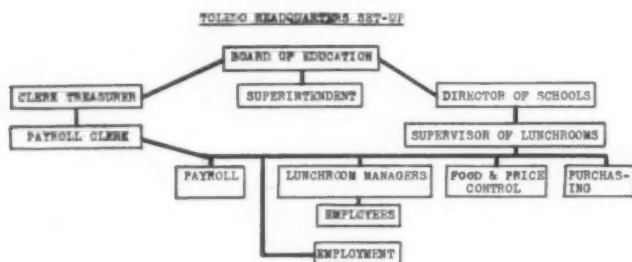 TOLEDO HEADQUARTERS SET-UP
BOARD OF EDUCATION
CLERK TREASURER
SUPERINTENDENT
DIRECTOR OF SCHOOLS
PAYROLL CLERK
SUPERVISOR OF LUNCHROOMS
PAYROLL
LUNCHROOM MANAGERS
FOOD & PRICE
CONTROL
PURCHAS-
ING
EMPLOYERS
EMPLOYMENT